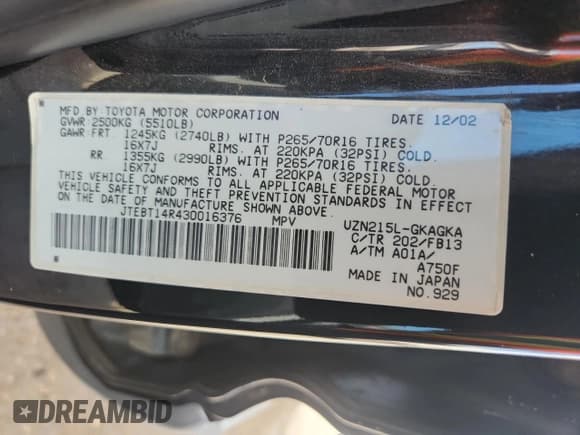 MFD BY TOYOTA MOTOR CORPORATION DATE 12/02
GVWR 2500KG (5510LB)
GAWR FRT 1245KG (2740LB) WITH P265/70R16 TIRES.
16X7J RIMS. AT 220KPA (32PSI) COLD.
RR 1355KG (2990LB) WITH P265/70R16 TIRES.
16X7J RIMS. AT 220KPA (32PSI) COLD.
THIS VEHICLE CONFORMS TO ALL APPLICABLE FEDERAL MOTOR
VEHICLE SAFETY AND THEFT PREVENTION STANDARDS IN EFFECT
ON THE DATE OF MANUFACTURE SHOWN ABOVE.
JTEBT14R430016376 MPV
UZN215L-GKAGKA
C/TR 202/FB13
A/TM A01A/
A750F
MADE IN JAPAN
NO.929
DREAMBID